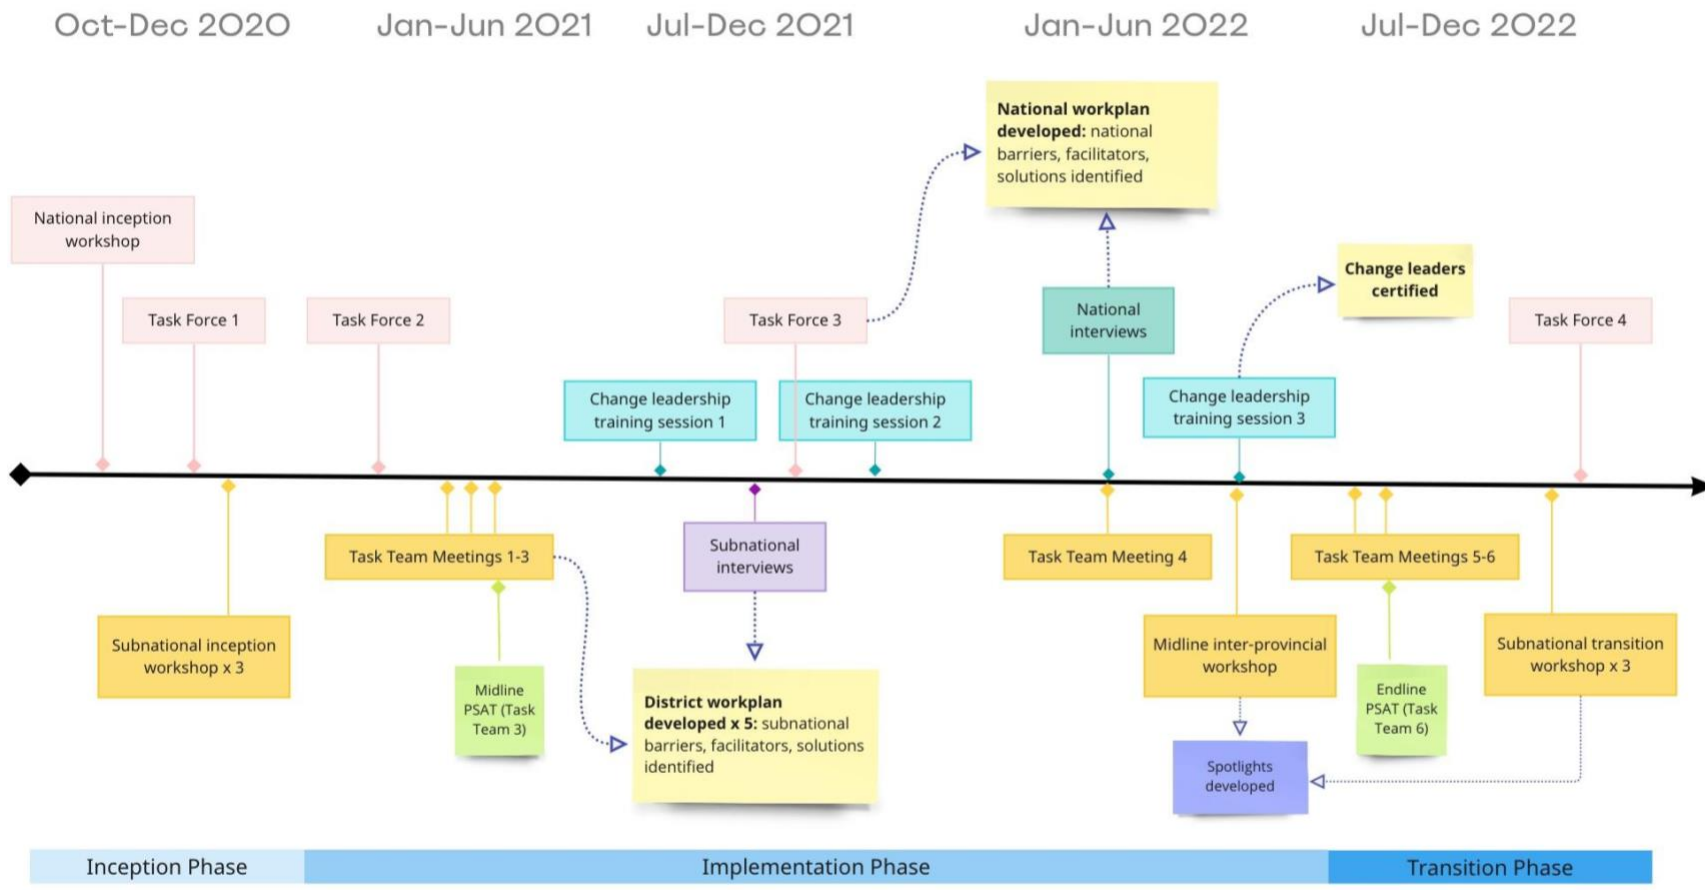 Oct-Dec 2020
Jan-Jun 2021
Jul-Dec 2021
Jan-Jun 2022
Jul-Dec 2022
National workplan
developed: national
barriers, facilitators,
solutions identified
National inception
workshop
Change leaders
certified
Task Force 1
Task Force 2
Task Force 3
National
interviews
Task Force 4
Change leadership
training session 1
Change leadership
training session 2
Change leadership
training session 3
Task Team Meetings 1-3
Subnational
interviews
Task Team Meeting 4
Task Team Meetings 5-6
Subnational inception
workshop x 3
Midline inter-provincial
workshop
Subnational transition
workshop x 3
Midline
PSAT (Task
Team 3)
District workplan
developed x 5: subnational
barriers, facilitators, solutions
identified
Endline
PSAT (Task
Team 6)
Spotlights
developed
Inception Phase
Implementation Phase
Transition Phase